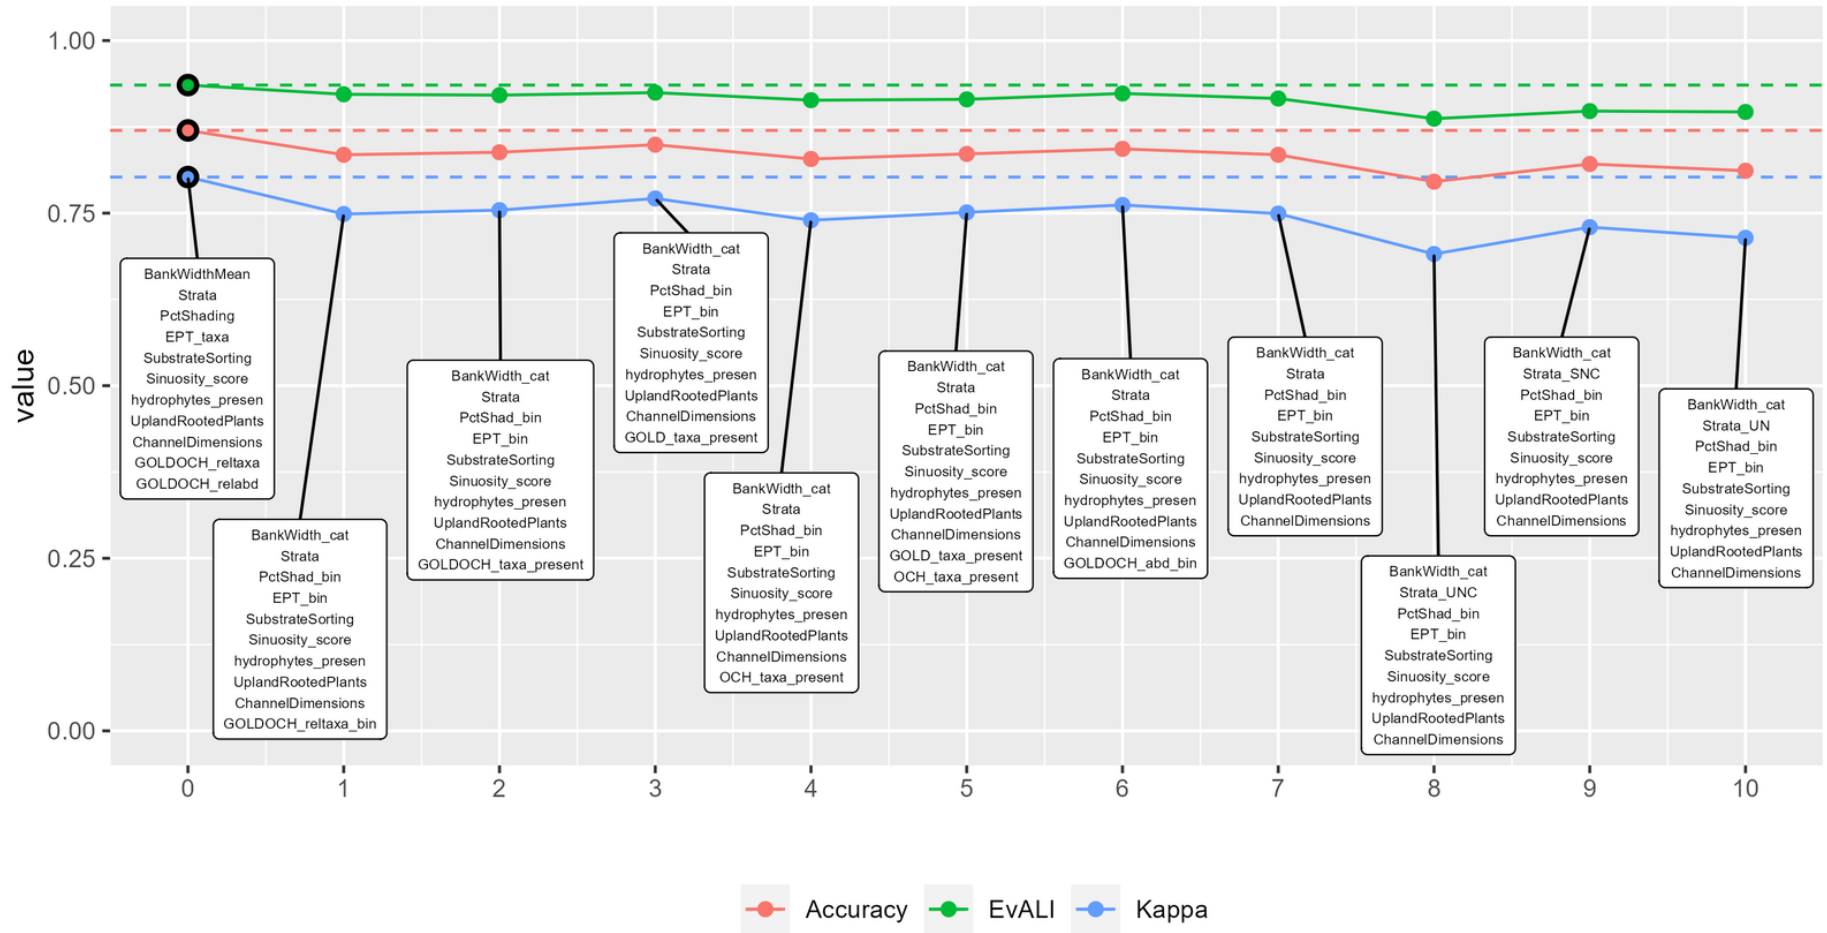 1.00
0.75
0.50
0.25
0.00
value
BankWidthMean
Strata
PctShading
EPT_taxa
SubstrateSorting
Sinuosity_score
hydrophytes_presen
UplandRootedPlants
ChannelDimensions
GOLDOCH_reltaxa
GOLDOCH_relabd
BankWidth_cat
Strata
PctShad_bin
EPT_bin
SubstrateSorting
Sinuosity_score
hydrophytes_presen
UplandRootedPlants
ChannelDimensions
GOLDOCH_reltaxa_bin
BankWidth_cat
Strata
PctShad_bin
EPT_bin
SubstrateSorting
Sinuosity_score
hydrophytes_presen
UplandRootedPlants
ChannelDimensions
GOLDOCH_taxa_present
BankWidth_cat
Strata
PctShad_bin
EPT_bin
SubstrateSorting
Sinuosity_score
hydrophytes_presen
UplandRootedPlants
ChannelDimensions
GOLD_taxa_present
BankWidth_cat
Strata
PctShad_bin
EPT_bin
SubstrateSorting
Sinuosity_score
hydrophytes_presen
UplandRootedPlants
ChannelDimensions
OCH_taxa_present
BankWidth_cat
Strata
PctShad_bin
EPT_bin
SubstrateSorting
Sinuosity_score
hydrophytes_presen
UplandRootedPlants
ChannelDimensions
GOLD_taxa_present
OCH_taxa_present
BankWidth_cat
Strata
PctShad_bin
EPT_bin
SubstrateSorting
Sinuosity_score
hydrophytes_presen
UplandRootedPlants
ChannelDimensions
GOLDOCH_abd_bin
BankWidth_cat
Strata
PctShad_bin
EPT_bin
SubstrateSorting
Sinuosity_score
hydrophytes_presen
UplandRootedPlants
ChannelDimensions
BankWidth_cat
Strata_UNC
PctShad_bin
EPT_bin
SubstrateSorting
Sinuosity_score
hydrophytes_presen
UplandRootedPlants
ChannelDimensions
BankWidth_cat
Strata_SNC
PctShad_bin
EPT_bin
SubstrateSorting
Sinuosity_score
hydrophytes_presen
UplandRootedPlants
ChannelDimensions
BankWidth_cat
Strata_UN
PctShad_bin
EPT_bin
SubstrateSorting
Sinuosity_score
hydrophytes_presen
UplandRootedPlants
ChannelDimensions
0 1 2 3 4 5 6 7 8 9 10
Accuracy EvALI Kappa